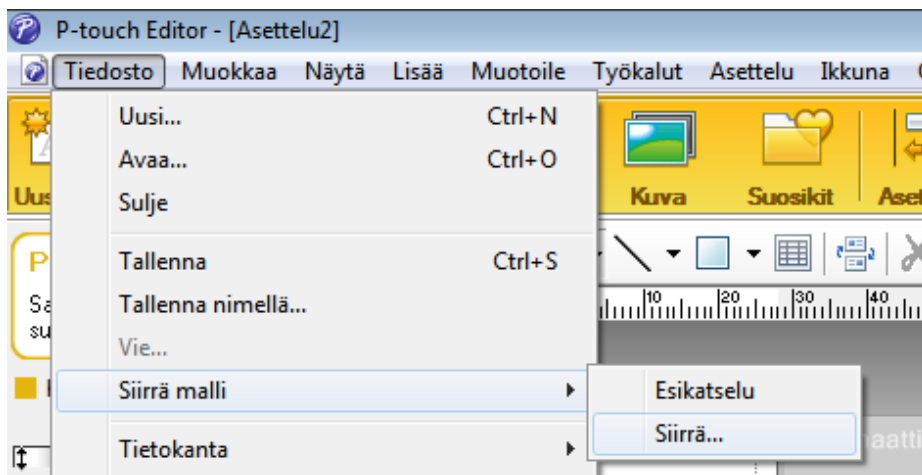 P-touch Editor - [Asettelu2]
Tiedosto Muokkaa Näytä Lisää Muotoile Työkalut Asettelu Ikkuna
Uusi... Ctrl+N
Avaa... Ctrl+O
Sulje
Kuva Suosikit
Tallenna Ctrl+S
Tallenna nimellä...
10 20 30 40
Vie...
Siirrä malli
Esikatselu
Siirrä...
Tietokanta